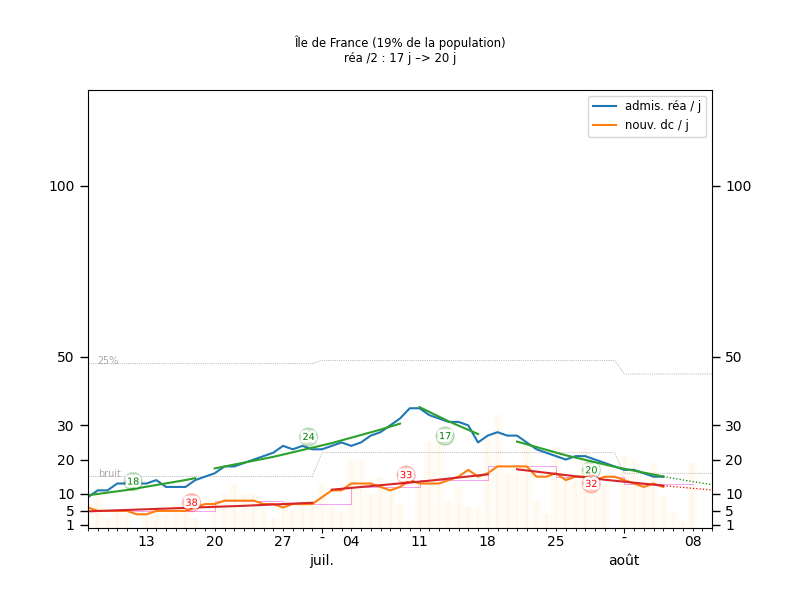 Île de France (19% de la population)
réa /2 : 17 j –> 20 j
admis. réa / j
nouv. dc / j
100 100
50 50
25%
30 30
24 17
20 20
20
bruit
33
18 32
10 10
38
5 5
1 1
13 20 27 - 04 11 18 25 - 08
juil. août